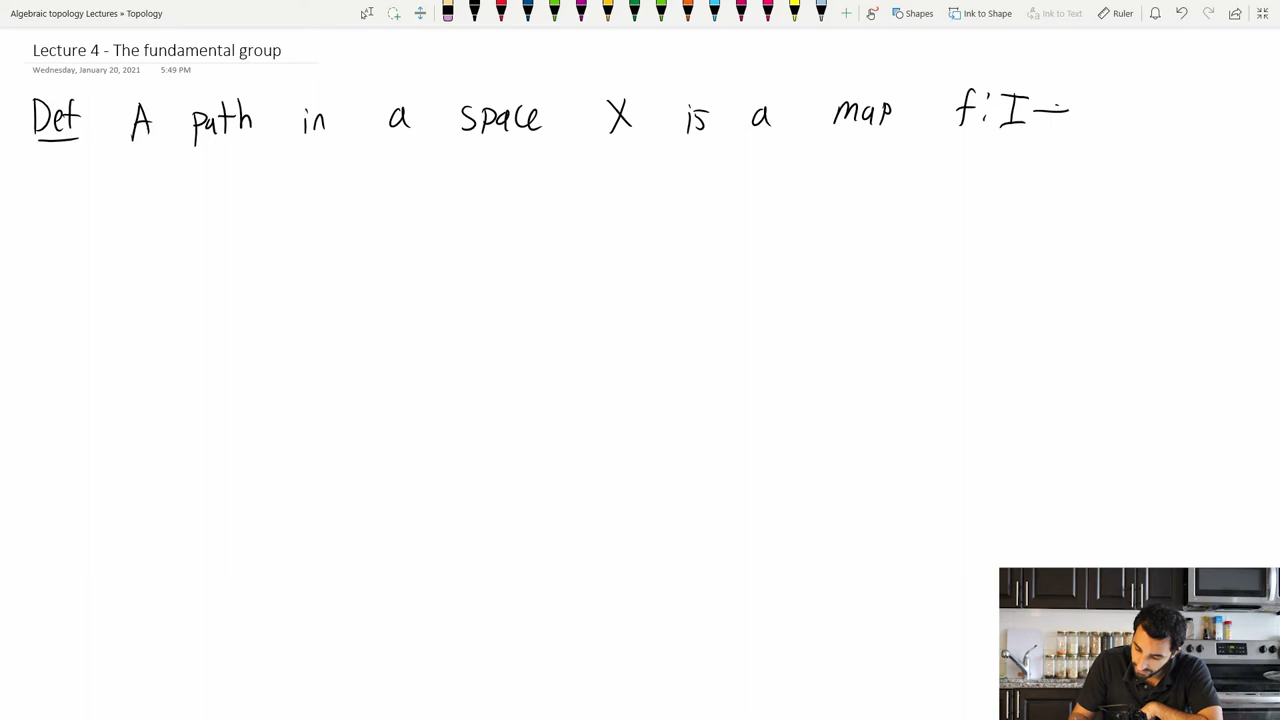 Algebraic topology Lectures: Topology
Shapes Ink to Shape Ink to Text Ruler
Lecture 4 - The fundamental group
Wednesday, January 20, 2021 5:49 PM
Def A path in a space X is a map f: I—